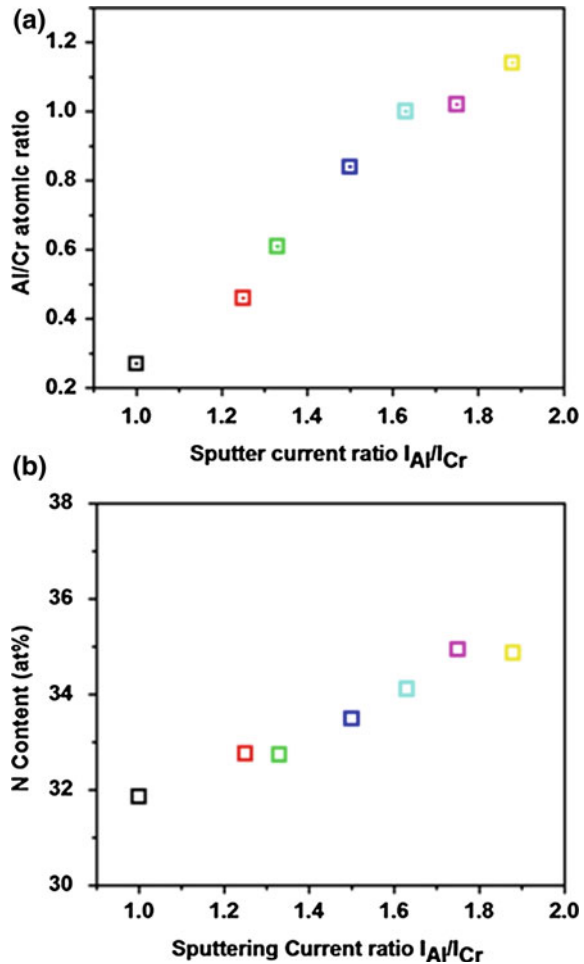 (a)
1.2
1.0
0.8
0.6
0.4
0.2
Al/Cr atomic ratio
1.0 1.2 1.4 1.6 1.8 2.0
Sputter current ratio IAl/ICr
(b)
38
36
34
32
30
N Content (at%)
1.0 1.2 1.4 1.6 1.8 2.0
Sputtering Current ratio IAl/ICr